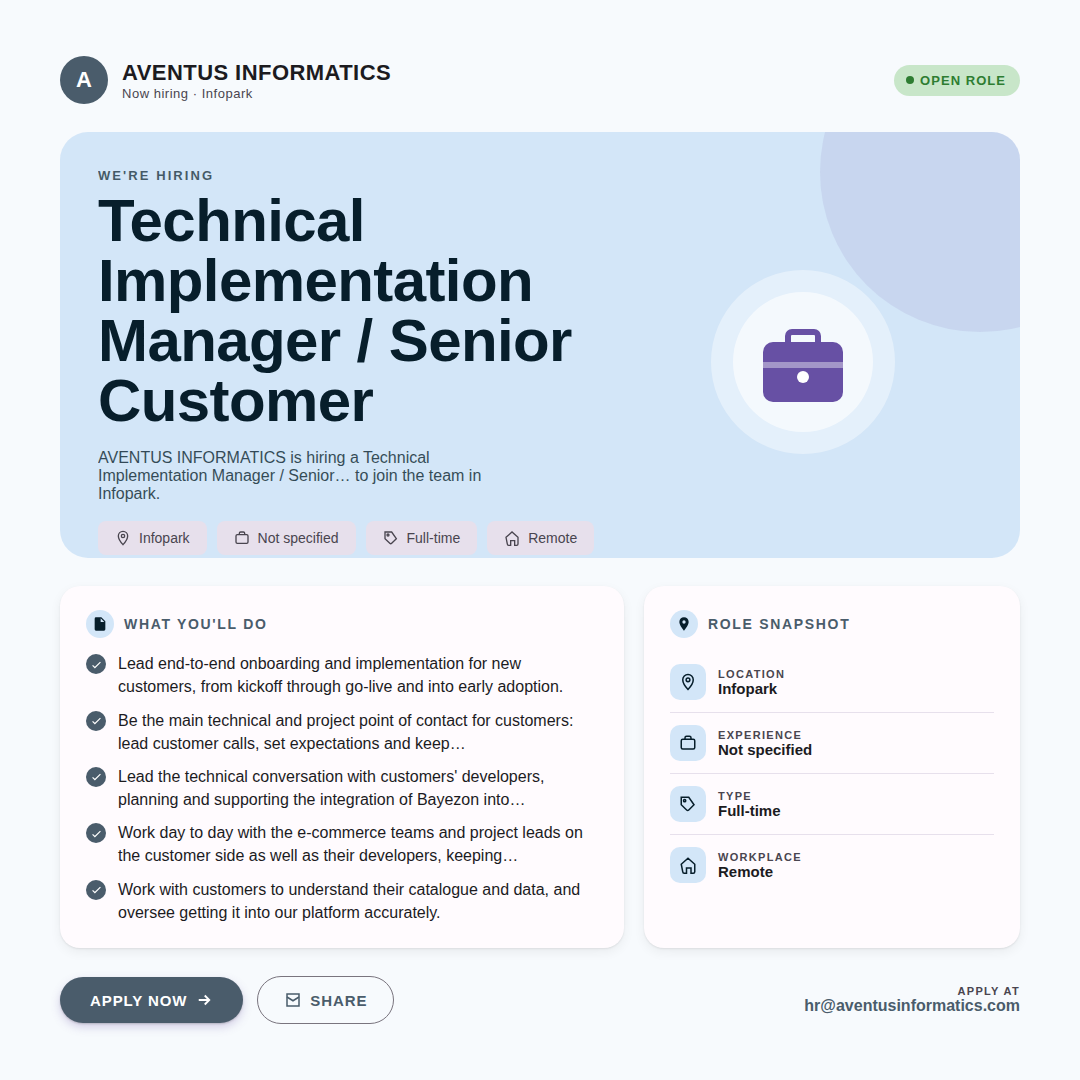 A
AVENTUS INFORMATICS
Now hiring · Infopark
OPEN ROLE
WE'RE HIRING
Technical
Implementation
Manager / Senior
Customer
AVENTUS INFORMATICS is hiring a Technical
Implementation Manager / Senior… to join the team in
Infopark.
Infopark
Not specified
Full-time
Remote
WHAT YOU'LL DO
Lead end-to-end onboarding and implementation for new
customers, from kickoff through go-live and into early adoption.
Be the main technical and project point of contact for customers:
lead customer calls, set expectations and keep…
Lead the technical conversation with customers' developers,
planning and supporting the integration of Bayezon into…
Work day to day with the e-commerce teams and project leads on
the customer side as well as their developers, keeping…
Work with customers to understand their catalogue and data, and
oversee getting it into our platform accurately.
ROLE SNAPSHOT
LOCATION
Infopark
EXPERIENCE
Not specified
TYPE
Full-time
WORKPLACE
Remote
APPLY NOW
SHARE
APPLY AT
hr@aventusinformatics.com